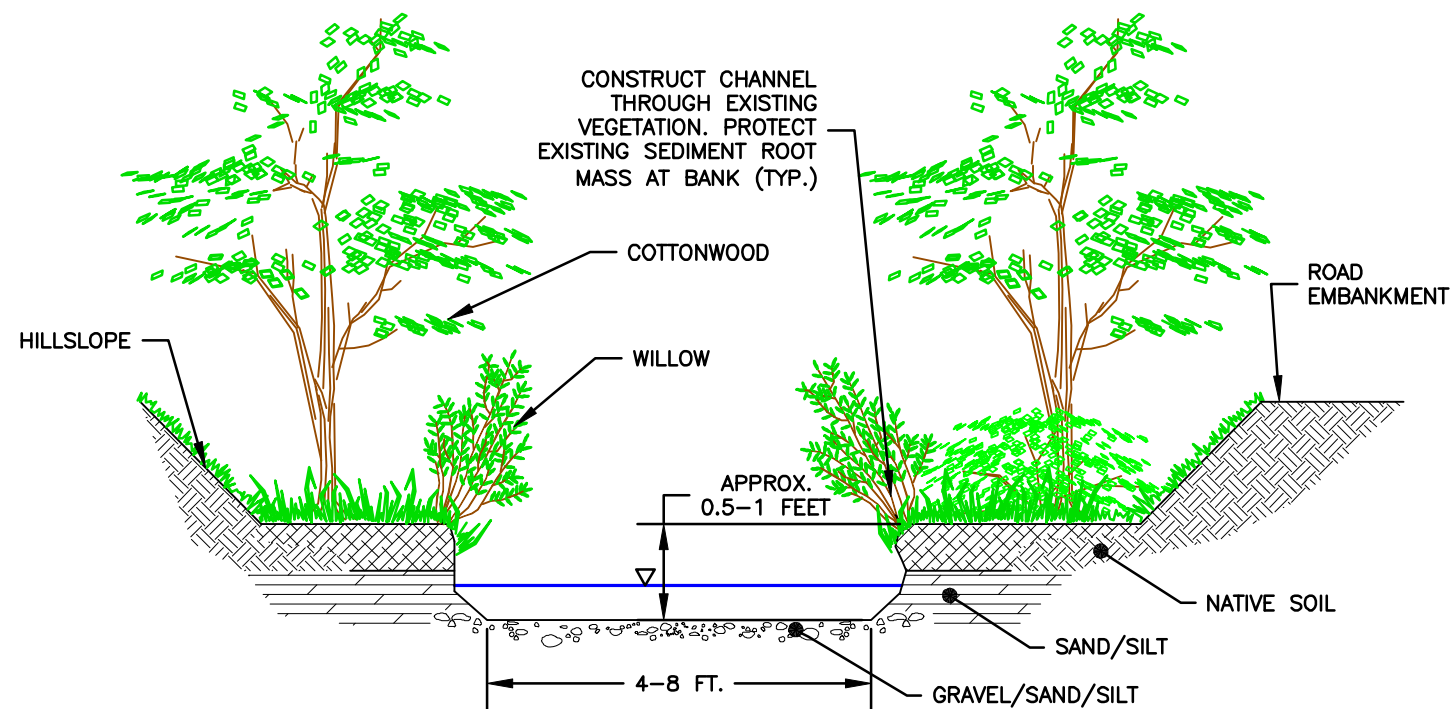 CONSTRUCT CHANNEL
THROUGH EXISTING
VEGETATION. PROTECT
EXISTING SEDIMENT ROOT
MASS AT BANK (TYP.)
COTTONWOOD
ROAD
EMBANKMENT
HILLSLOPE
WILLOW
APPROX.
0.5-1 FEET
NATIVE SOIL
SAND/SILT
4-8 FT.
GRAVEL/SAND/SILT